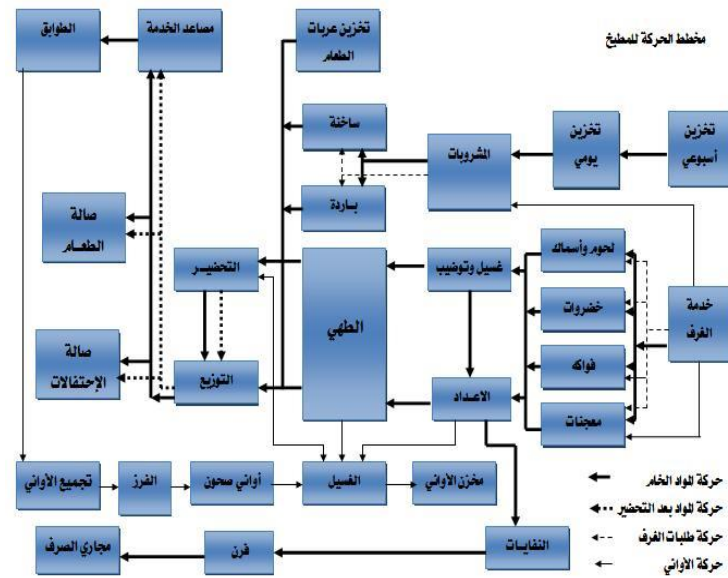 مخطط الحركة للمطبخ
تخزين
أسبوعي
تخزين
يومي
المشروبات
ساخنة
باردة
تخزين عربات
الطعام
مصاعد الخدمة
الطوابق
خدمة
الغرف
لحوم وأسماك
خضروات
فواكه
معجنات
غسيل وتوضيب
الاعداد
الطهي
التحضير
التوزيع
صالة
الطعام
صالة
الإحتفالات
مخزن الأواني
الغسيل
أواني صحون
الفرز
تجميع الأواني
النفايات
فرن
مجاري الصرف
حركة المواد الخام
حركة المواد بعد التحضير
حركة طلبات الغرف
حركة الأواني